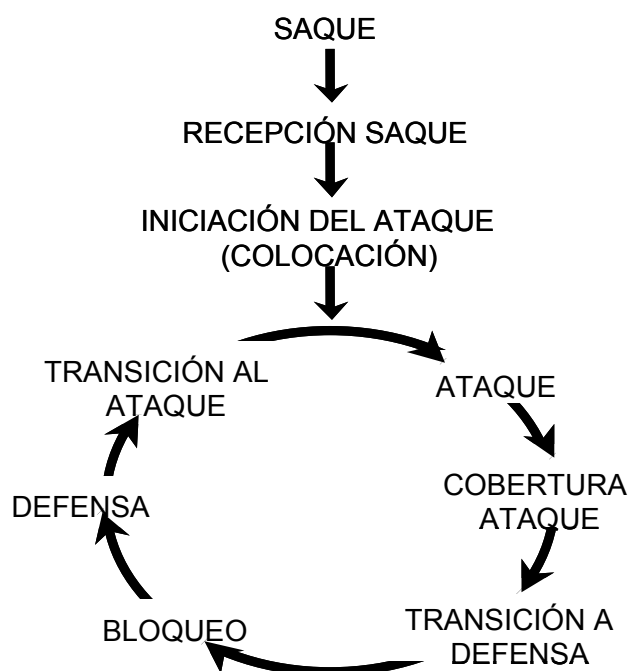 SAQUE
RECEPCIÓN SAQUE
INICIACIÓN DEL ATAQUE
(COLOCACIÓN)
TRANSICIÓN AL
ATAQUE
ATAQUE
COBERTURA
ATAQUE
DEFENSA
TRANSICIÓN A
DEFENSA
BLOQUEO